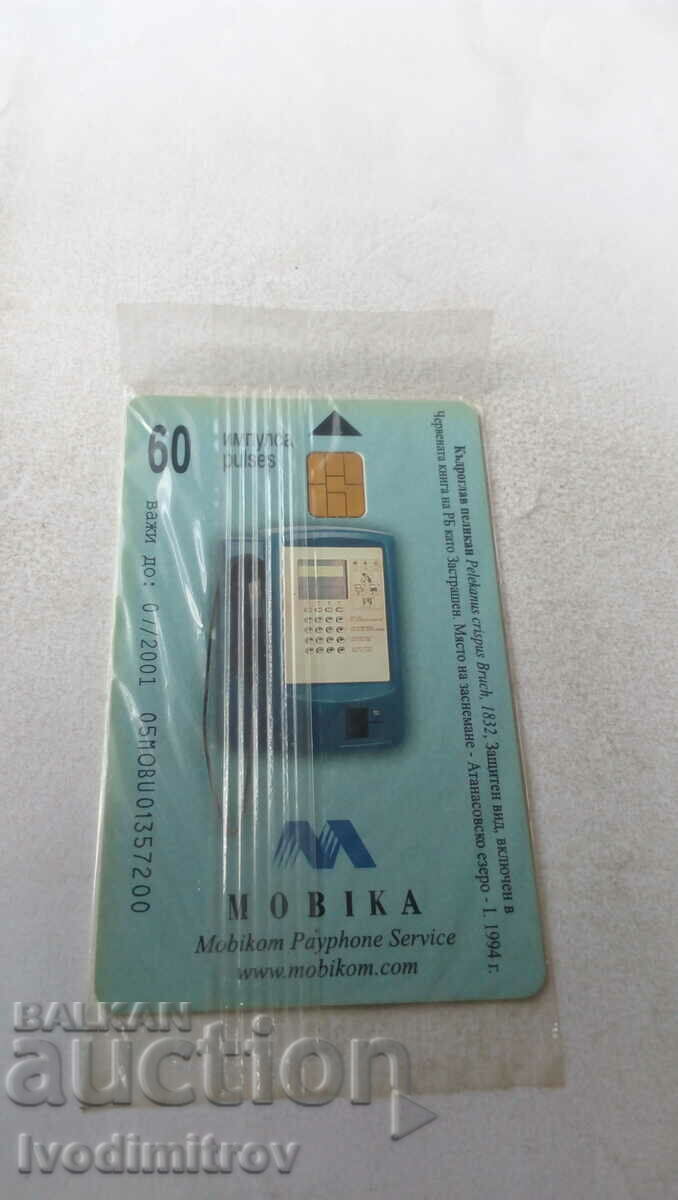 60 импулса
pulses
важи до: 07/2001 05MOBU01357200
Къдроглав пеликан Pelekanus crispus Bruch, 1832, Защитен вид, включен в
Червената книга на РБ като Застрашен. Място на заснемане - Атанасовско езеро - 1. 1994 г.
MOBIKA
Mobikom Payphone Service
www.mobikom.com
BALKAN
auction
Ivodimitrov